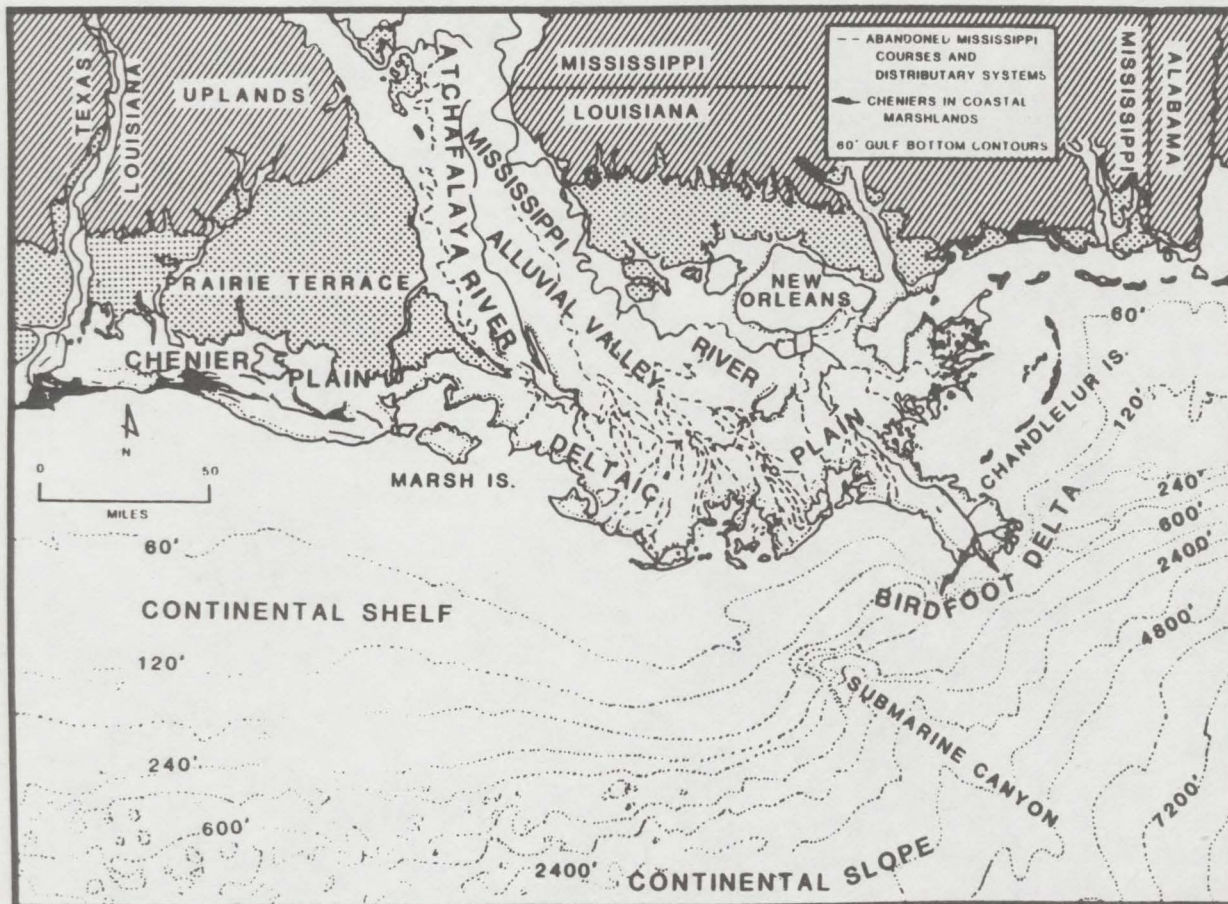 TEXAS
LOUISIANA
UPLANDS
ATCHAFALAYA RIVER
MISSISSIPPI
LOUISIANA
--- ABANDONED MISSISSIPPI
COURSES AND
DISTRIBUTARY SYSTEMS
CHENIERS IN COASTAL
MARSHLANDS
60' GULF BOTTOM CONTOURS
MISSISSIPPI
ALABAMA
MISSISSIPPI RIVER
ALLUVIAL VALLEY
PRAIRIE TERRACE
NEW
ORLEANS
CHENIER PLAIN
DELTAIC PLAIN
MARSH IS.
N
0 50
MILES
CHANDLELUR IS.
BIRDFOOT DELTA
60'
120'
240'
600'
2400'
4800'
7200'
60'
CONTINENTAL SHELF
120'
240'
600'
2400'
SUBMARINE CANYON
CONTINENTAL SLOPE